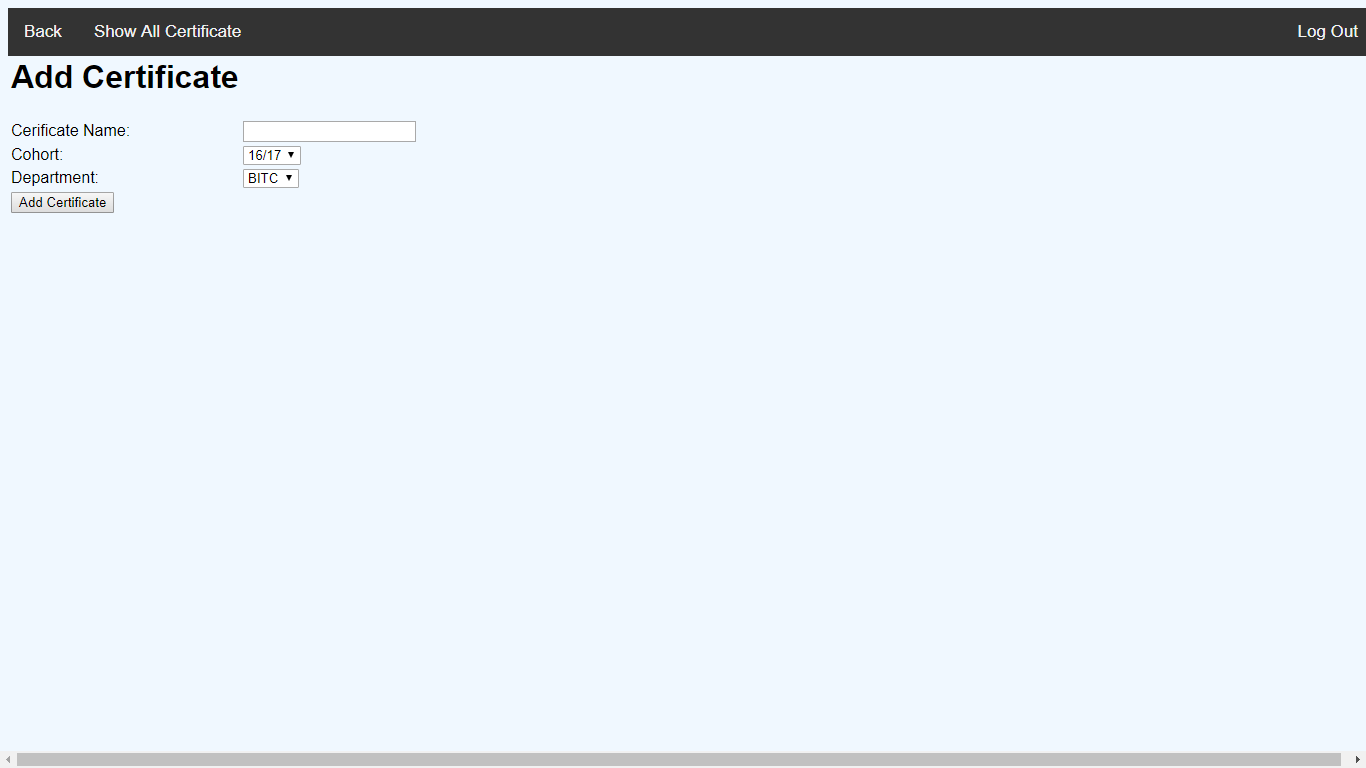 Back Show All Certificate Log Out
Add Certificate
Cerificate Name:
Cohort: 16/17
Department: BITC
Add Certificate